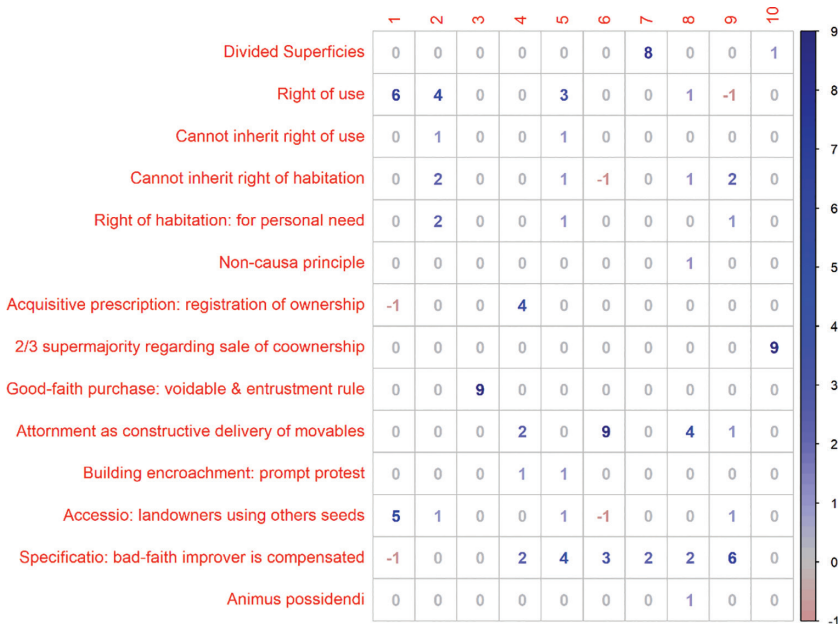 1 2 3 4 5 6 7 8 9 10
Divided Superficies 0 0 0 0 0 0 8 0 0 1
Right of use 6 4 0 0 3 0 0 1 -1 0
Cannot inherit right of use 0 1 0 0 1 0 0 0 0 0
Cannot inherit right of habitation 0 2 0 0 1 -1 0 1 2 0
Right of habitation: for personal need 0 2 0 0 1 0 0 0 1 0
Non-causa principle 0 0 0 0 0 0 0 1 0 0
Acquisitive prescription: registration of ownership -1 0 0 4 0 0 0 0 0 0
2/3 supermajority regarding sale of coownership 0 0 0 0 0 0 0 0 0 9
Good-faith purchase: voidable & entrustment rule 0 0 9 0 0 0 0 0 0 0
Attornment as constructive delivery of movables 0 0 0 2 0 9 0 4 1 0
Building encroachment: prompt protest 0 0 0 1 1 0 0 0 0 0
Accessio: landowners using others seeds 5 1 0 0 1 -1 0 0 1 0
Specificatio: bad-faith improver is compensated -1 0 0 2 4 3 2 2 6 0
Animus possidendi 0 0 0 0 0 0 0 1 0 0
9
8
7
6
5
4
3
2
1
0
-1